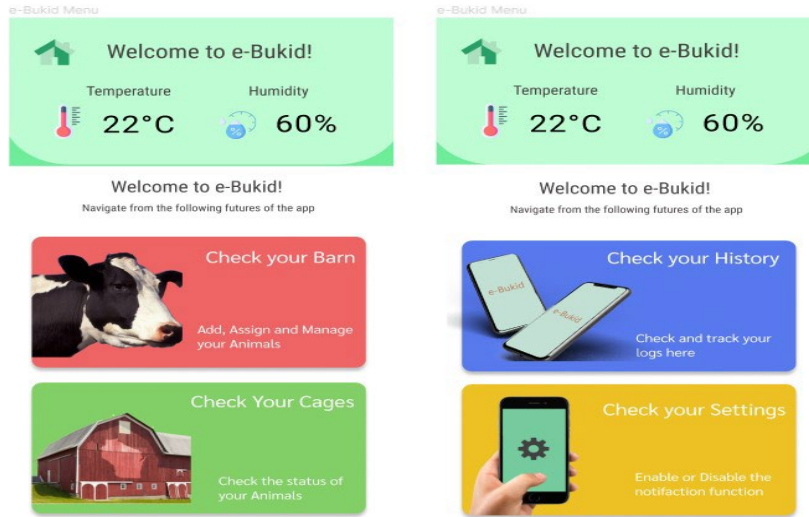 e-Bukid Menu
Welcome to e-Bukid!
Temperature
Humidity
22°C
%
60%
Welcome to e-Bukid!
Navigate from the following futures of the app
Check your Barn
Add, Assign and Manage
your Animals
Check Your Cages
Check the status of
your Animals
e-Bukid Menu
Welcome to e-Bukid!
Temperature
Humidity
22°C
%
60%
Welcome to e-Bukid!
Navigate from the following futures of the app
Check your History
e-Bukid
e-Bukid
Check and track your
logs here
Check your Settings
Enable or Disable the
notifaction function